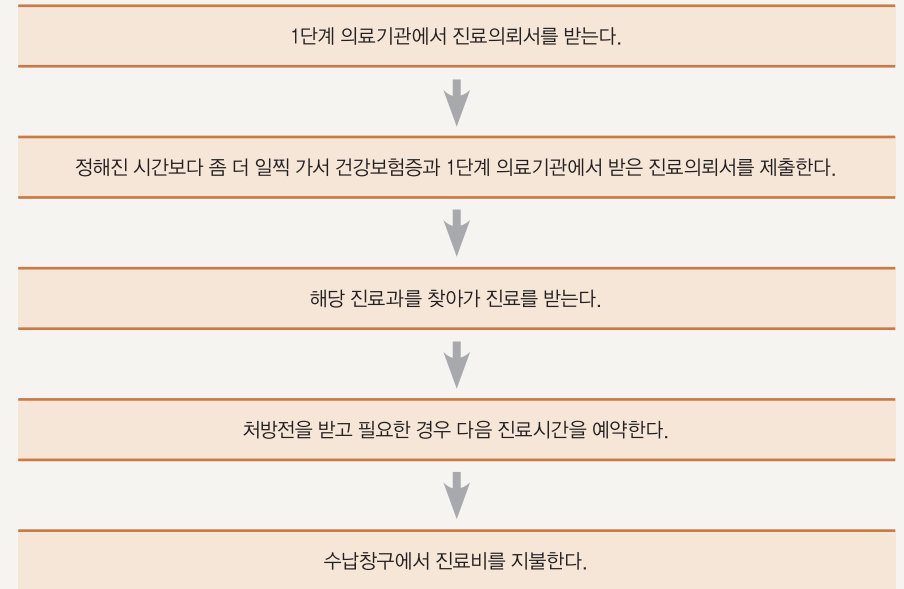 1단계 의료기관에서 진료의뢰서를 받는다.
정해진 시간보다 좀 더 일찍 가서 건강보험증과 1단계 의료기관에서 받은 진료의뢰서를 제출한다.
해당 진료과를 찾아가 진료를 받는다.
처방전을 받고 필요한 경우 다음 진료시간을 예약한다.
수납창구에서 진료비를 지불한다.